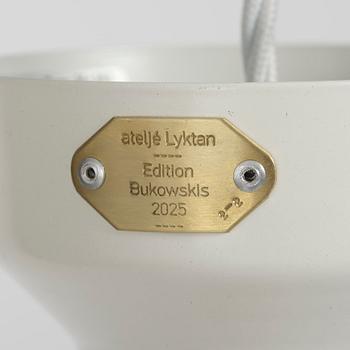 ateljé Lyktan
Edition
Bukowskis
2025
2-2